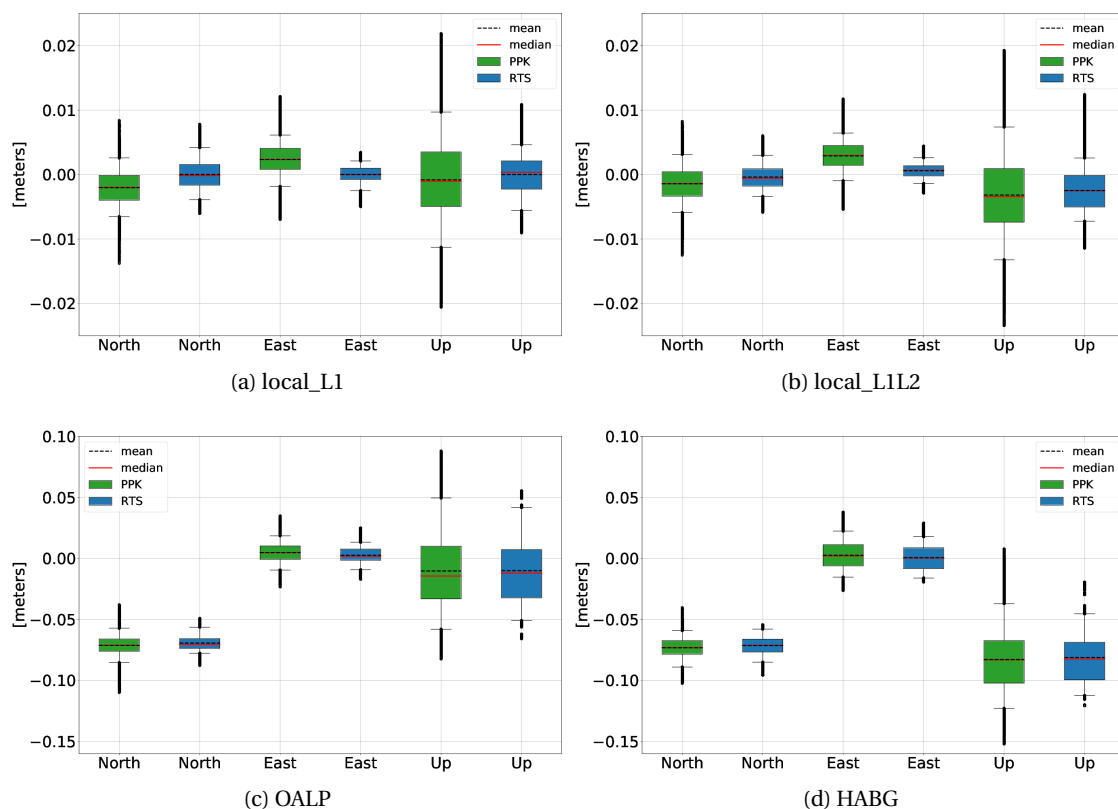 mean
median
PPK
RTS
0.02
0.01
0.00
−0.01
−0.02
[meters]
North North East East Up Up
(a) local_L1
mean
median
PPK
RTS
0.02
0.01
0.00
−0.01
−0.02
[meters]
North North East East Up Up
(b) local_L1L2
0.10
mean
median
PPK
RTS
0.05
0.00
−0.05
−0.10
−0.15
[meters]
North North East East Up Up
(c) OALP
0.10
mean
median
PPK
RTS
0.05
0.00
−0.05
−0.10
−0.15
[meters]
North North East East Up Up
(d) HABG